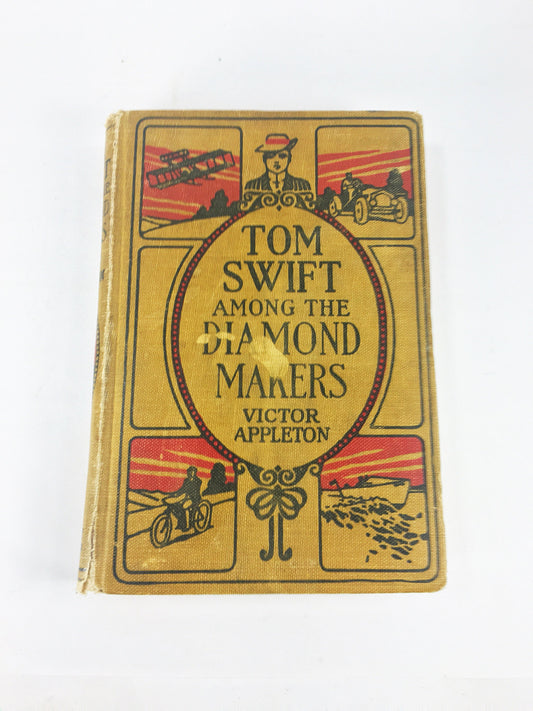 TOM
SWIFT
AMONG THE
DIAMOND
MAKERS
VICTOR
APPLETON